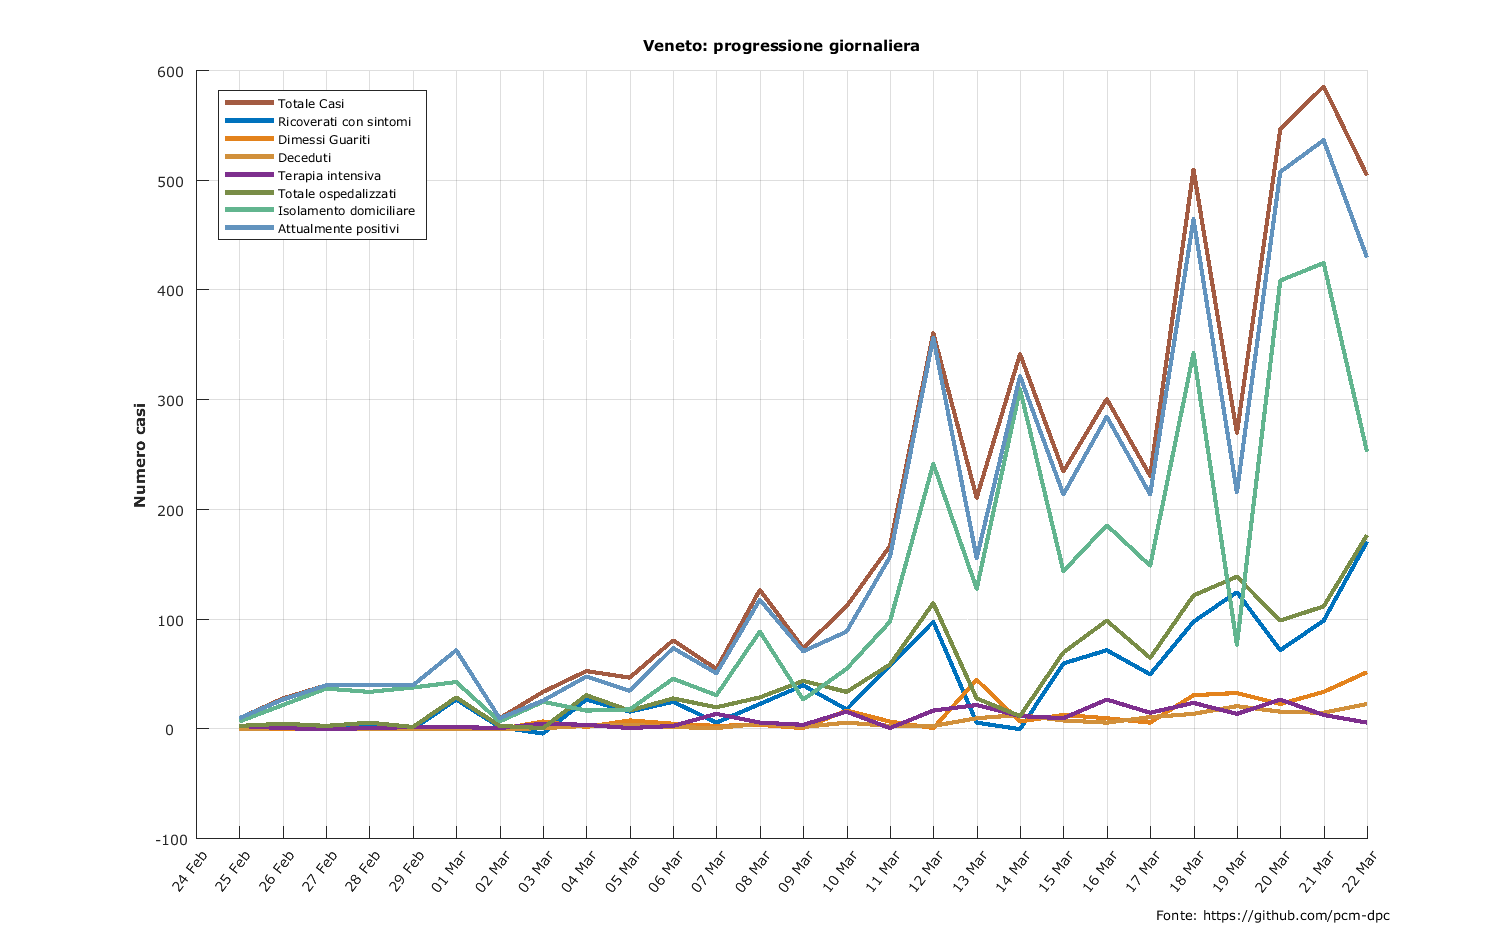 Veneto: progressione giornaliera
600
500
400
300
200
100
0
-100
Numero casi
Totale Casi
Ricoverati con sintomi
Dimessi Guariti
Deceduti
Terapia intensiva
Totale ospedalizzati
Isolamento domiciliare
Attualmente positivi
24 Feb
25 Feb
26 Feb
27 Feb
28 Feb
29 Feb
01 Mar
02 Mar
03 Mar
04 Mar
05 Mar
06 Mar
07 Mar
08 Mar
09 Mar
10 Mar
11 Mar
12 Mar
13 Mar
14 Mar
15 Mar
16 Mar
17 Mar
18 Mar
19 Mar
20 Mar
21 Mar
22 Mar
Fonte: https://github.com/pcm-dpc